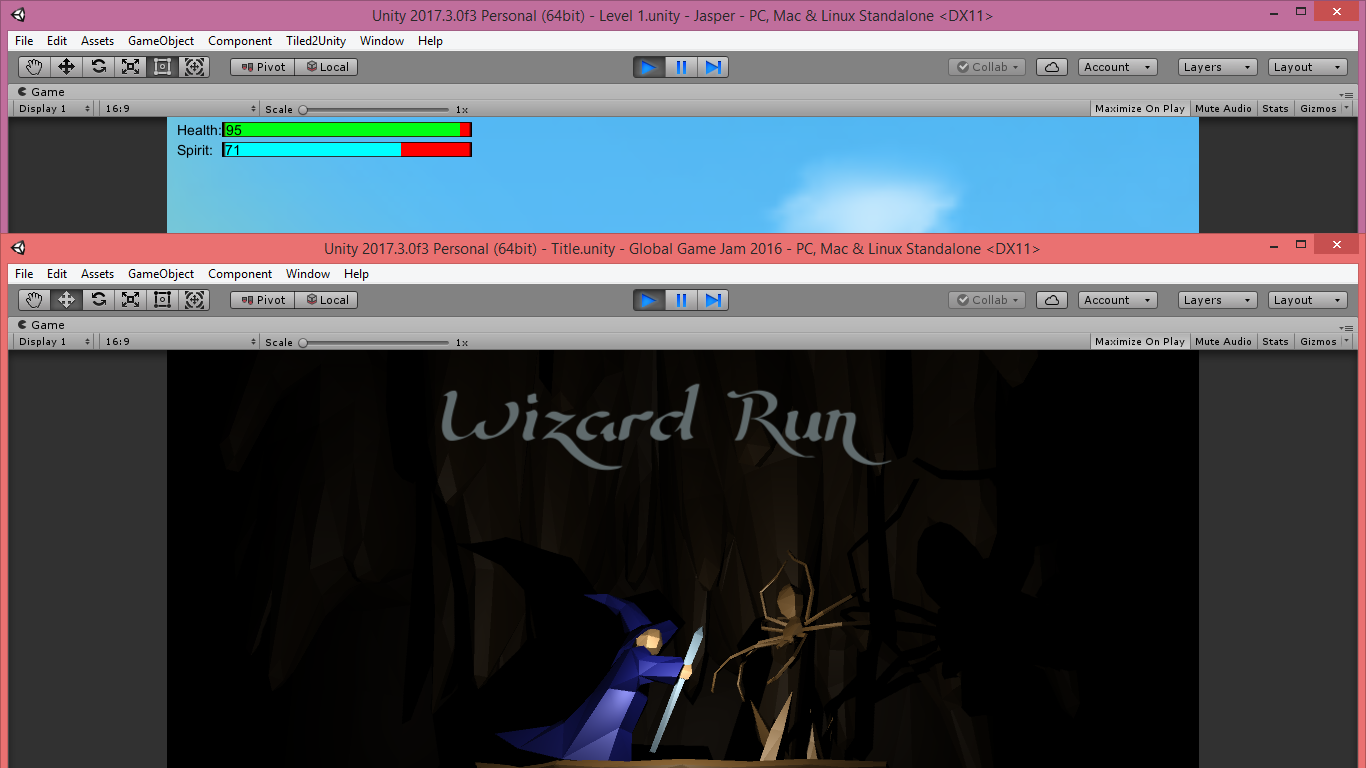 Unity 2017.3.0f3 Personal (64bit) - Level 1.unity - Jasper - PC, Mac & Linux Standalone <DX11>
File Edit Assets GameObject Component Tiled2Unity Window Help
Pivot Local Collab Account Layers Layout
Game
Display 1 16:9 Scale 1x Maximize On Play Mute Audio Stats Gizmos
Health: 95
Spirit: 71
Unity 2017.3.0f3 Personal (64bit) - Title.unity - Global Game Jam 2016 - PC, Mac & Linux Standalone <DX11>
File Edit Assets GameObject Component Window Help
Pivot Local Collab Account Layers Layout
Game
Display 1 16:9 Scale 1x Maximize On Play Mute Audio Stats Gizmos
Wizard Run